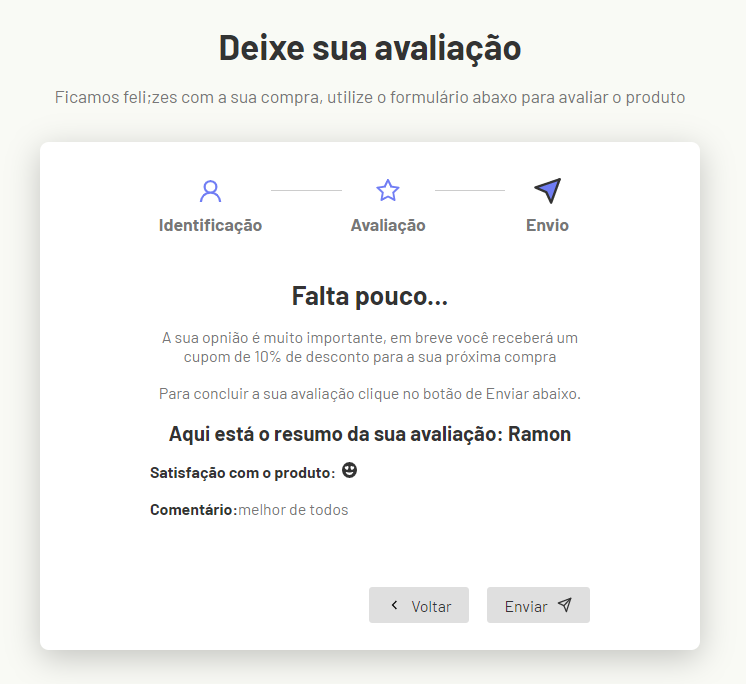 Deixe sua avaliação
Ficamos feli;zes com a sua compra, utilize o formulário abaxo para avaliar o produto
Identificação Avaliação Envio
Falta pouco...
A sua opnião é muito importante, em breve você receberá um
cupom de 10% de desconto para a sua próxima compra
Para concluir a sua avaliação clique no botão de Enviar abaixo.
Aqui está o resumo da sua avaliação: Ramon
Satisfação com o produto:
Comentário:melhor de todos
Voltar Enviar